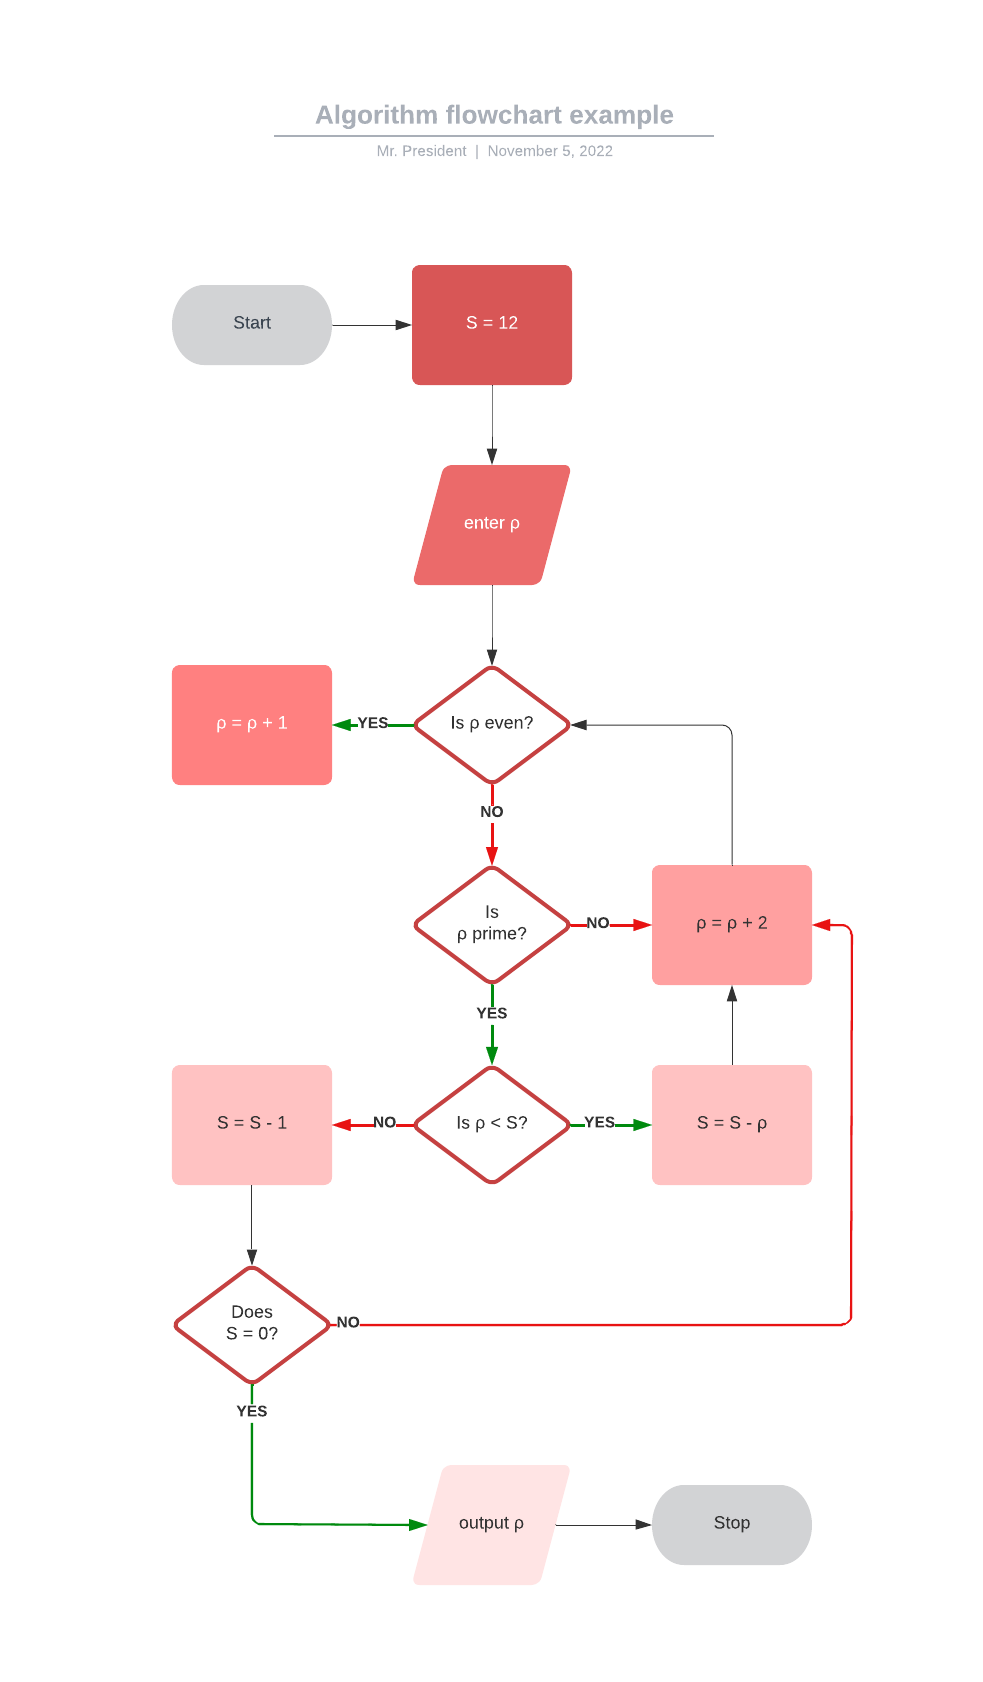 Algorithm flowchart example
Mr. President | November 5, 2022
Start
S = 12
enter ρ
ρ = ρ + 1
YES
Is ρ even?
NO
Is
ρ prime?
NO
ρ = ρ + 2
YES
S = S - 1
NO
Is ρ < S?
YES
S = S - ρ
Does
S = 0?
NO
YES
output ρ
Stop